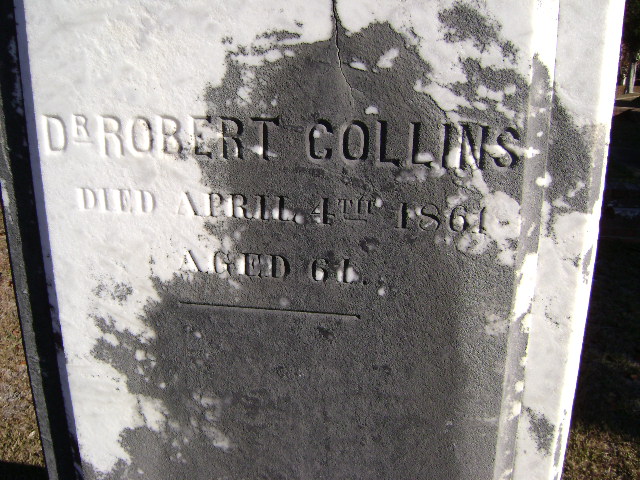 DR ROBERT COLLINS
DIED APRIL 4TH 1861
AGED 61.